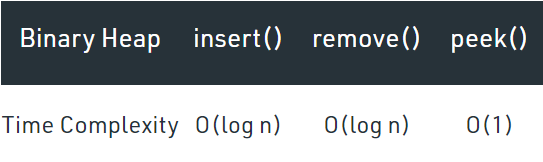 Binary Heap insert() remove() peek()
Time Complexity O(log n) O(log n) O(1)